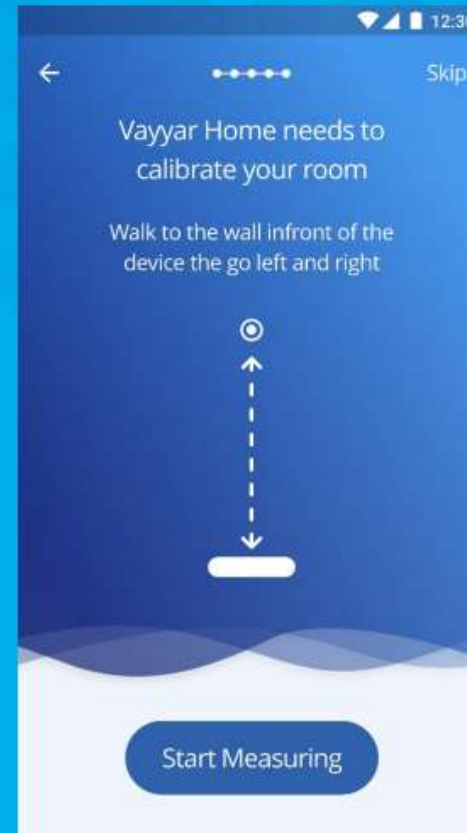 12:30
Skip
Vayyar Home needs to
calibrate your room
Walk to the wall infront of the
device the go left and right
Start Measuring